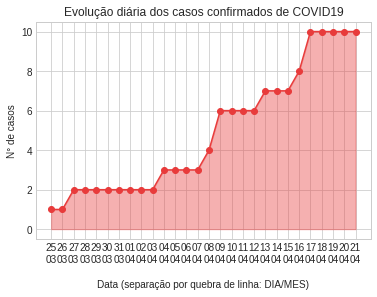 Evolução diária dos casos confirmados de COVID19
10
8
6
4
2
0
N° de casos
25 26 27 28 29 30 31 01 02 03 04 05 06 07 08 09 10 11 12 13 14 15 16 17 18 19 20 21
03 03 03 03 03 03 03 04 04 04 04 04 04 04 04 04 04 04 04 04 04 04 04 04 04 04 04 04
Data (separação por quebra de linha: DIA/MES)